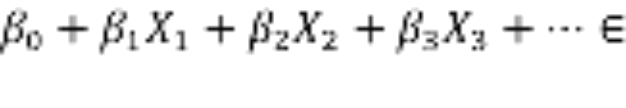 β₀ + β₁X₁ + β₂X₂ + β₃X₃ + ⋯ ∈